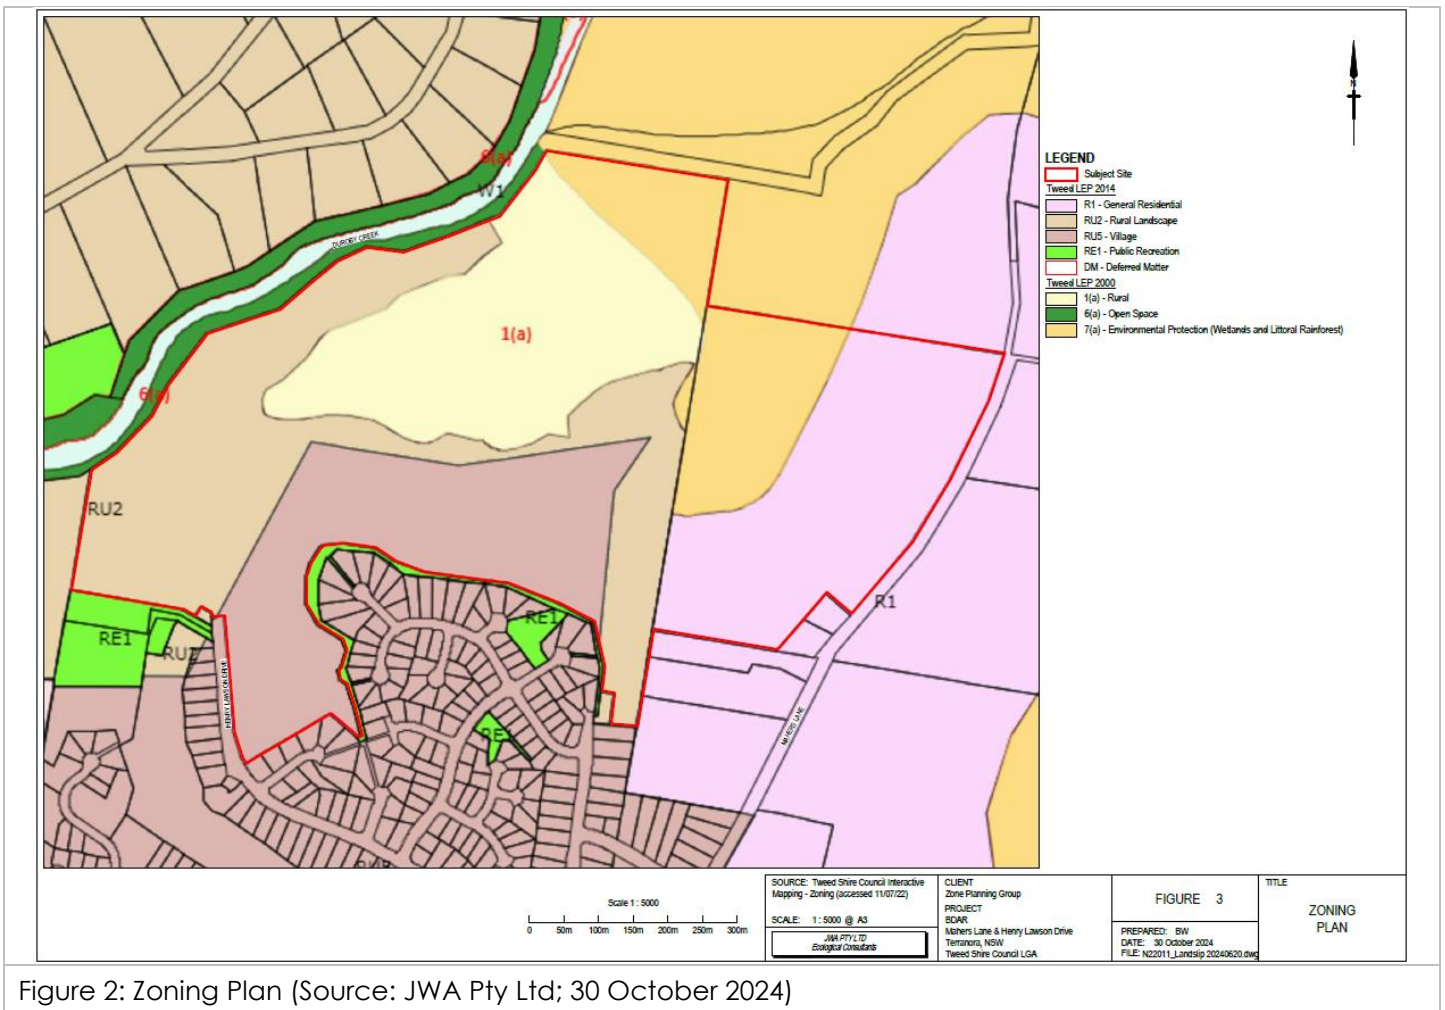 N
6(a)
W1
DUROBY CREEK
1(a)
6(a)
RU2
RE1
RU2
HENRY LAWSON DRIVE
RE1
RE1
R1
MAHERS LANE
RU5
LEGEND
Subject Site
Tweed LEP 2014
R1 - General Residential
RU2 - Rural Landscape
RU5 - Village
RE1 - Public Recreation
DM - Deferred Matter
Tweed LEP 2000
1(a) - Rural
6(a) - Open Space
7(a) - Environmental Protection (Wetlands and Littoral Rainforest)
Scale 1 : 5000
0 50m 100m 150m 200m 250m 300m
SOURCE: Tweed Shire Council Interactive
Mapping - Zoning (accessed 11/07/22)
SCALE: 1 : 5000 @ A3
JWA PTY LTD
Ecological Consultants
CLIENT
Zone Planning Group
PROJECT
BDAR
Mahers Lane & Henry Lawson Drive
Terranora, NSW
Tweed Shire Council LGA
FIGURE 3
PREPARED: BW
DATE: 30 October 2024
FILE: N22011_Landslip 20240620.dwg
TITLE
ZONING
PLAN
Figure 2: Zoning Plan (Source: JWA Pty Ltd; 30 October 2024)